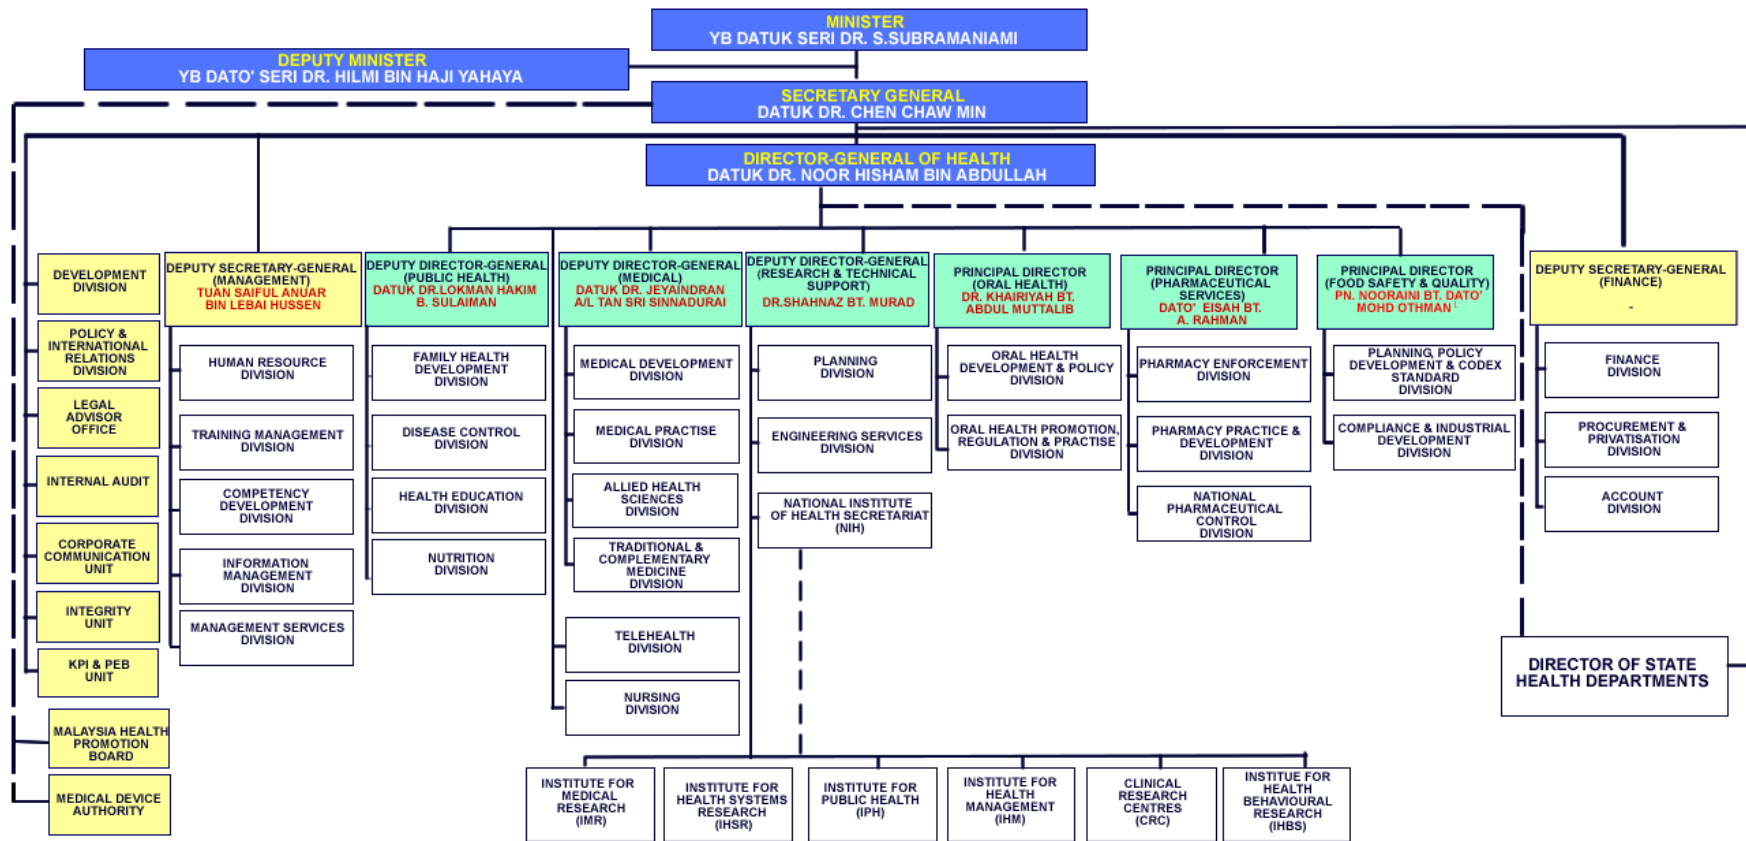 MINISTER
YB DATUK SERI DR. S.SUBRAMANIAMI
DEPUTY MINISTER
YB DATO' SERI DR. HILMI BIN HAJI YAHAYA
SECRETARY GENERAL
DATUK DR. CHEN CHAW MIN
DIRECTOR-GENERAL OF HEALTH
DATUK DR. NOOR HISHAM BIN ABDULLAH
DEVELOPMENT
DIVISION
POLICY &
INTERNATIONAL
RELATIONS
DIVISION
LEGAL
ADVISOR
OFFICE
INTERNAL AUDIT
CORPORATE
COMMUNICATION
UNIT
INTEGRITY
UNIT
KPI & PEB
UNIT
MALAYSIA HEALTH
PROMOTION
BOARD
MEDICAL DEVICE
AUTHORITY
DEPUTY SECRETARY-GENERAL
(MANAGEMENT)
TUAN SAIFUL ANUAR
BIN LEBAI HUSSEN
HUMAN RESOURCE
DIVISION
TRAINING MANAGEMENT
DIVISION
COMPETENCY
DEVELOPMENT
DIVISION
INFORMATION
MANAGEMENT
DIVISION
MANAGEMENT SERVICES
DIVISION
DEPUTY DIRECTOR-GENERAL
(PUBLIC HEALTH)
DATUK DR.LOKMAN HAKIM
B. SULAIMAN
FAMILY HEALTH
DEVELOPMENT
DIVISION
DISEASE CONTROL
DIVISION
HEALTH EDUCATION
DIVISION
NUTRITION
DIVISION
DEPUTY DIRECTOR-GENERAL
(MEDICAL)
DATUK DR. JEYAINDRAN
A/L TAN SRI SINNADURAI
MEDICAL DEVELOPMENT
DIVISION
MEDICAL PRACTISE
DIVISION
ALLIED HEALTH
SCIENCES
DIVISION
TRADITIONAL &
COMPLEMENTARY
MEDICINE
DIVISION
TELEHEALTH
DIVISION
NURSING
DIVISION
DEPUTY DIRECTOR-GENERAL
(RESEARCH & TECHNICAL
SUPPORT)
DR.SHAHNAZ BT. MURAD
PLANNING
DIVISION
ENGINEERING SERVICES
DIVISION
NATIONAL INSTITUTE
OF HEALTH SECRETARIAT
(NIH)
PRINCIPAL DIRECTOR
(ORAL HEALTH)
DR. KHAIRIYAH BT.
ABDUL MUTTALIB
ORAL HEALTH
DEVELOPMENT & POLICY
DIVISION
ORAL HEALTH PROMOTION,
REGULATION & PRACTISE
DIVISION
PRINCIPAL DIRECTOR
(PHARMACEUTICAL
SERVICES)
DATO' EISAH BT.
A. RAHMAN
PHARMACY ENFORCEMENT
DIVISION
PHARMACY PRACTICE &
DEVELOPMENT
DIVISION
NATIONAL
PHARMACEUTICAL
CONTROL
DIVISION
PRINCIPAL DIRECTOR
(FOOD SAFETY & QUALITY)
PN. NOORAINI BT. DATO'
MOHD OTHMAN
PLANNING, POLICY
DEVELOPMENT & CODEX
STANDARD
DIVISION
COMPLIANCE & INDUSTRIAL
DEVELOPMENT
DIVISION
DEPUTY SECRETARY-GENERAL
(FINANCE)
-
FINANCE
DIVISION
PROCUREMENT &
PRIVATISATION
DIVISION
ACCOUNT
DIVISION
DIRECTOR OF STATE
HEALTH DEPARTMENTS
INSTITUTE FOR
MEDICAL
RESEARCH
(IMR)
INSTITUTE FOR
HEALTH SYSTEMS
RESEARCH
(IHSR)
INSTITUTE FOR
PUBLIC HEALTH
(IPH)
INSTITUTE FOR
HEALTH
MANAGEMENT
(IHM)
CLINICAL
RESEARCH
CENTRES
(CRC)
INSTITUE FOR
HEALTH
BEHAVIOURAL
RESEARCH
(IHBS)